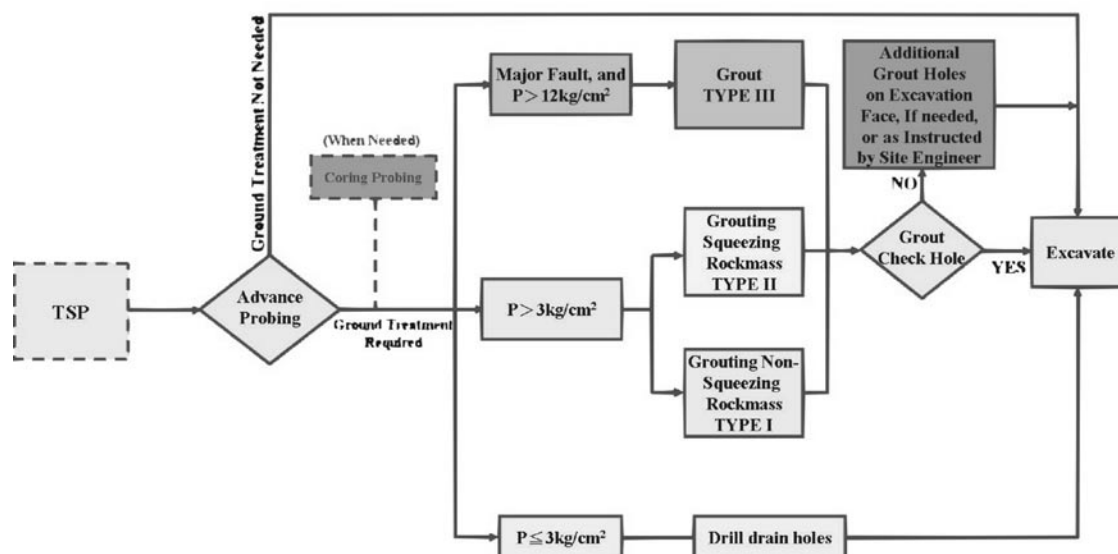 Ground Treatment Not Needed
Major Fault, and
P＞12kg/cm²
Grout
TYPE III
Additional
Grout Holes
on Excavation
Face, If needed,
or as Instructed
by Site Engineer
(When Needed)
Coring Probing
NO
TSP
Advance
Probing
Ground Treatment
Required
P＞3kg/cm²
Grouting
Squeezing
Rockmass
TYPE II
Grout
Check Hole
YES
Excavate
Grouting Non-
Squeezing
Rockmass
TYPE I
P≦3kg/cm²
Drill drain holes